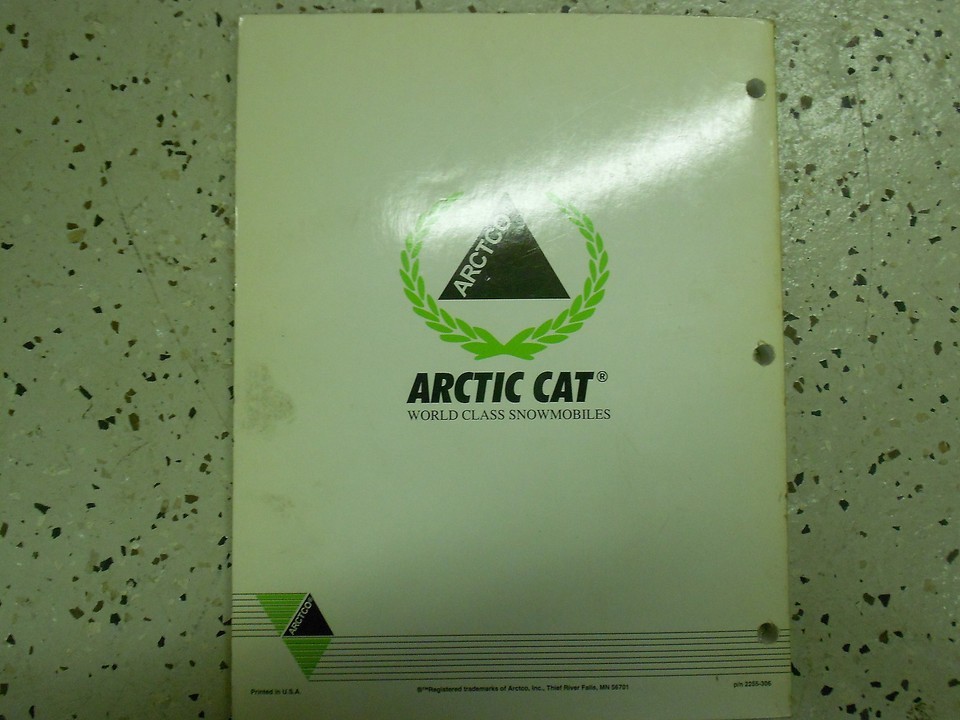 ARCTCO
ARCTIC CAT®
WORLD CLASS SNOWMOBILES
ARCTCO®
Printed in U.S.A.
®™Registered trademarks of Arctco, Inc., Thief River Falls, MN 56701
p/n 2255-306